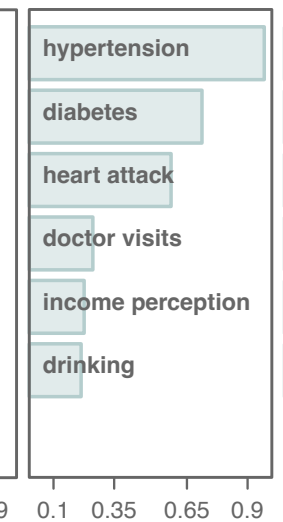 hypertension
diabetes
heart attack
doctor visits
income perception
drinking
9 0.1 0.35 0.65 0.9